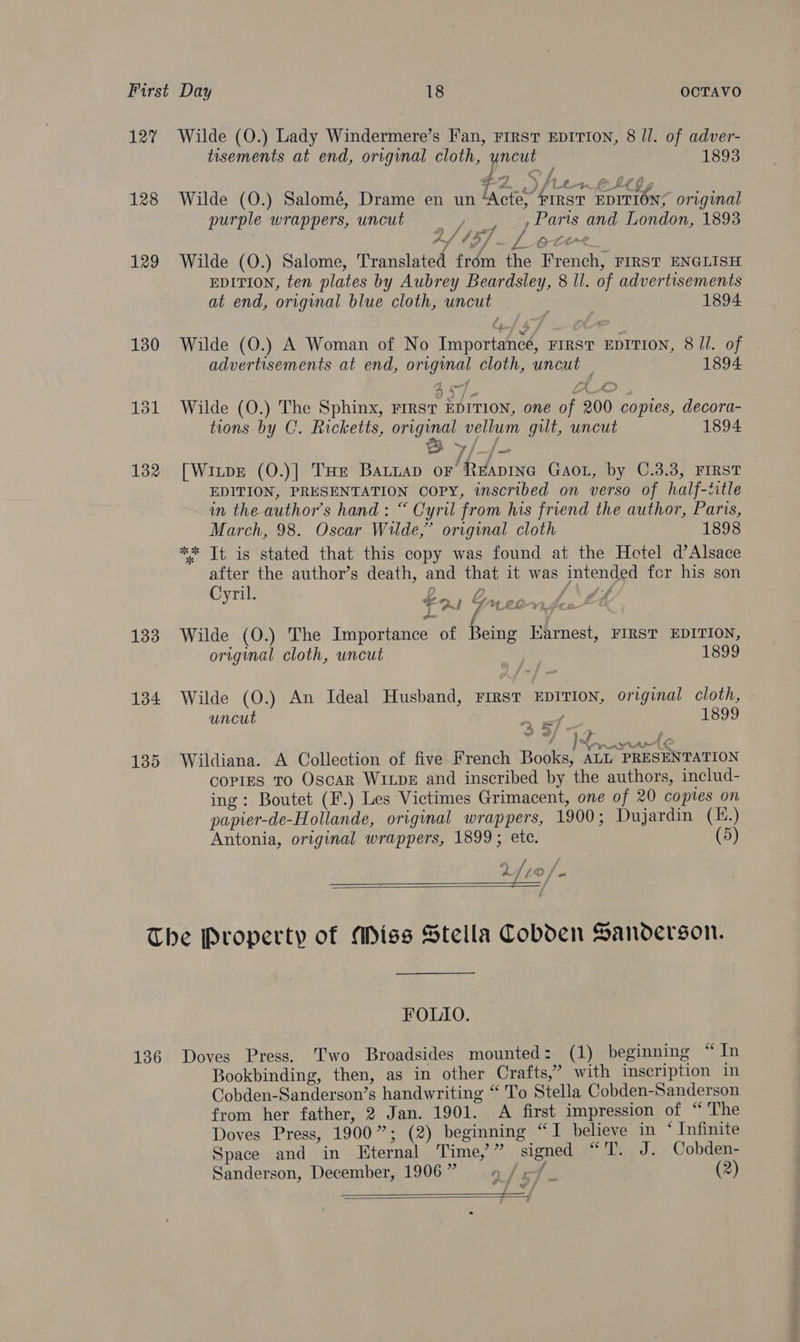 First Day 18 OCTAVO
127 Wilde (O.) Lady Windermere's Fan, FIRST EDITION, 8 ll. of adver-
tisements at end, original cloth, uncut 1893
128 Wilde (O.) Salomé, Drame en un Acte, FIRST EDITION, original
purple wrappers, uncut Paris and London, 1893
129 Wilde (O.) Salome, Translated from the French, FIRST ENGLISH
EDITION, ten plates by Aubrey Beardsley, 8 ll. of advertisements
at end, original blue cloth, uncut 1894
130 Wilde (O.) A Woman of No Importance, FIRST EDITION, 8 ll. of
advertisements at end, original cloth, uncut 1894
131 Wilde (O.) The Sphinx, FIRST EDITION, one of 200 copies, decora-
tions by C. Ricketts, original vellum gilt, uncut 1894
132 [WILDE (O.)] THE BALLAD OF READING GAOL, by C.3.3, FIRST
EDITION, PRESENTATION COPY, inscribed on verso of half-title
in the author's hand : “ Cyril from his friend the author, Paris,
March, 98. Oscar Wilde,” original cloth 1898
*** It is stated that this copy was found at the Hotel d'Alsace
after the author's death, and that it was intended for his son
Cyril.
133 Wilde (O.) The Importance of Being Earnest, FIRST EDITION,
original cloth, uncut 1899
134 Wilde (O.) An Ideal Husband, FIRST EDITION, original cloth,
uncut 1899
135 Wildiana. A Collection of five French Books, ALL PRESENTATION
COPIES TO OSCAR WILDE and inscribed by the authors, includ-
ing : Boutet (F.) Les Victimes Grimacent, one of 20 copies on
papier-de-Hollande, original wrappers, 1900; Dujardin (E.)
Antonia, original wrappers, 1899; etc. (5)
2/10/-
The Property of Miss Stella Cobden Sanderson.
FOLIO.
136 Doves Press. Two Broadsides mounted: (1) beginning “In
Bookbinding, then, as in other Crafts,” with inscription in
Cobden-Sanderson's handwriting “ To Stella Cobden-Sanderson
from her father, 2 Jan. 1901. A first impression of “ The
Doves Press, 1900”; (2) beginning “I believe in ‘ Infinite
Space and in Eternal Time,’ ” signed “T. J. Cobden-
Sanderson, December, 1906 ” (2)